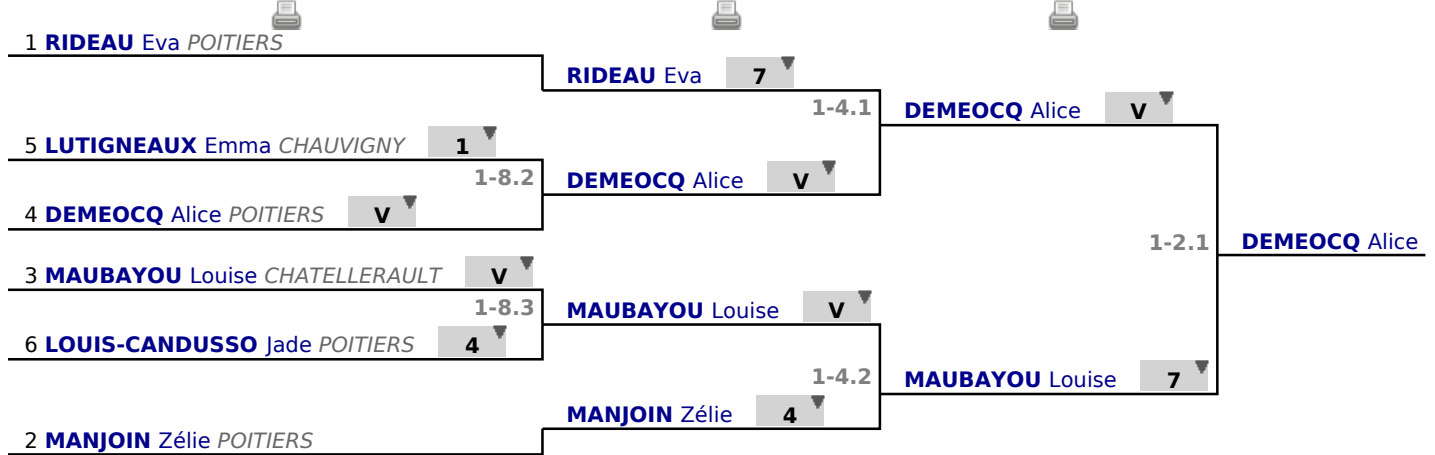 1 RIDEAU Eva POITIERS
5 LUTIGNEAUX Emma CHAUVIGNY 1
1-8.2
4 DEMEOCQ Alice POITIERS V
3 MAUBAYOU Louise CHATELLERAULT V
1-8.3
6 LOUIS-CANDUSSO Jade POITIERS 4
2 MANJOIN Zélie POITIERS
RIDEAU Eva 7
1-4.1
DEMEOCQ Alice V
MAUBAYOU Louise V
1-4.2
MANJOIN Zélie 4
DEMEOCQ Alice V
1-2.1
MAUBAYOU Louise 7
DEMEOCQ Alice